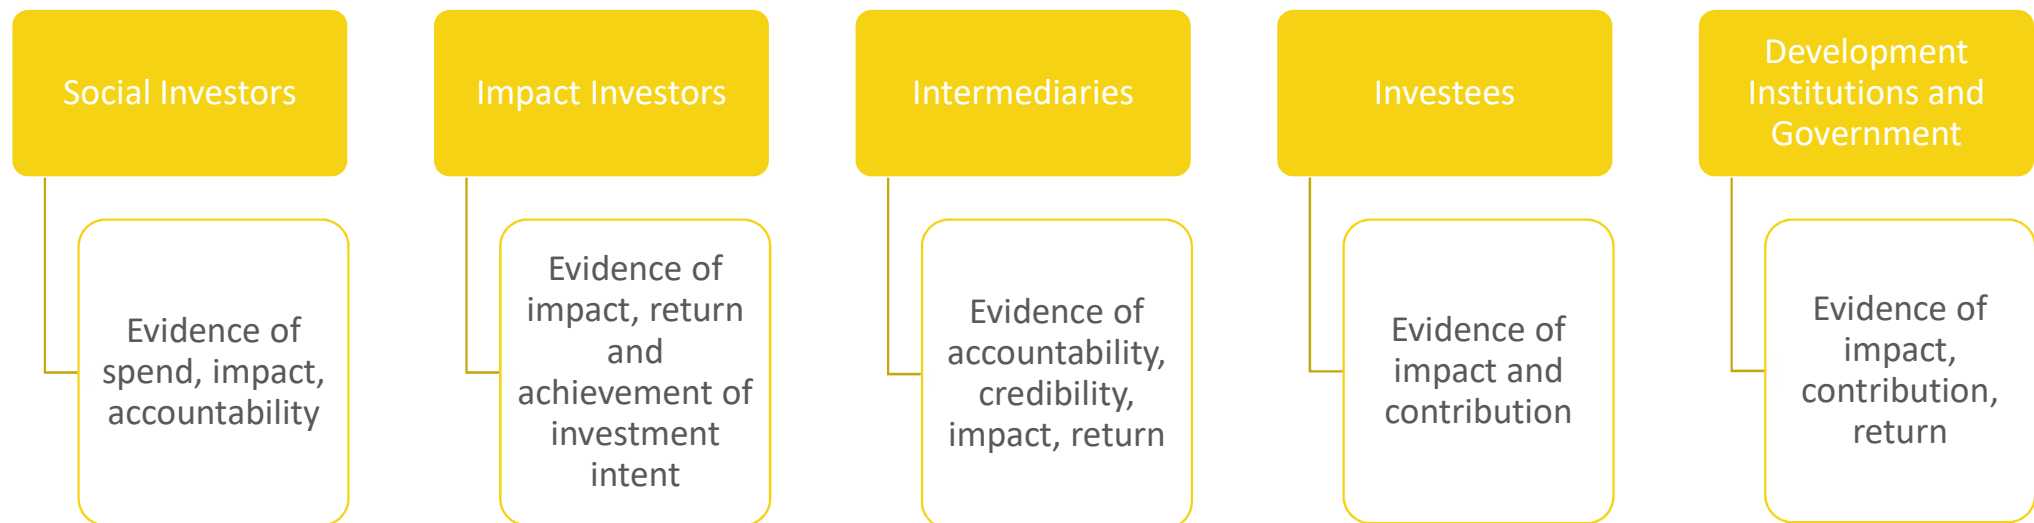 Social Investors
Evidence of
spend, impact,
accountability
Impact Investors
Evidence of
impact, return
and
achievement of
investment
intent
Intermediaries
Evidence of
accountability,
credibility,
impact, return
Investees
Evidence of
impact and
contribution
Development
Institutions and
Government
Evidence of
impact,
contribution,
return